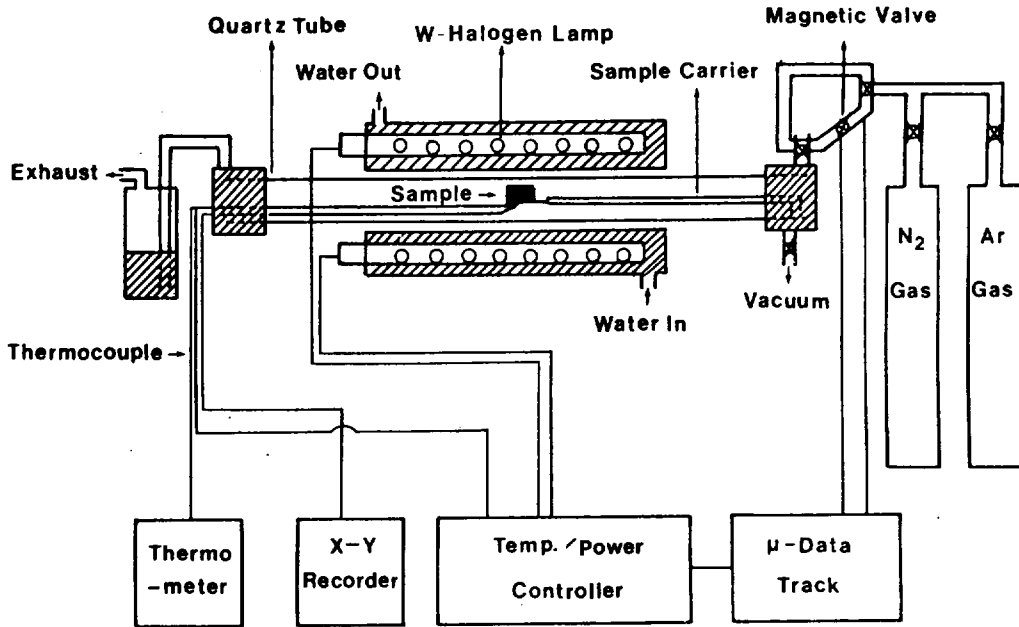 Quartz Tube
W-Halogen Lamp
Magnetic Valve
Water Out
Sample Carrier
Exhaust
Sample
N2
Gas
Ar
Gas
Vacuum
Water In
Thermocouple
Thermo
-meter
X-Y
Recorder
Temp./Power
Controller
μ-Data
Track